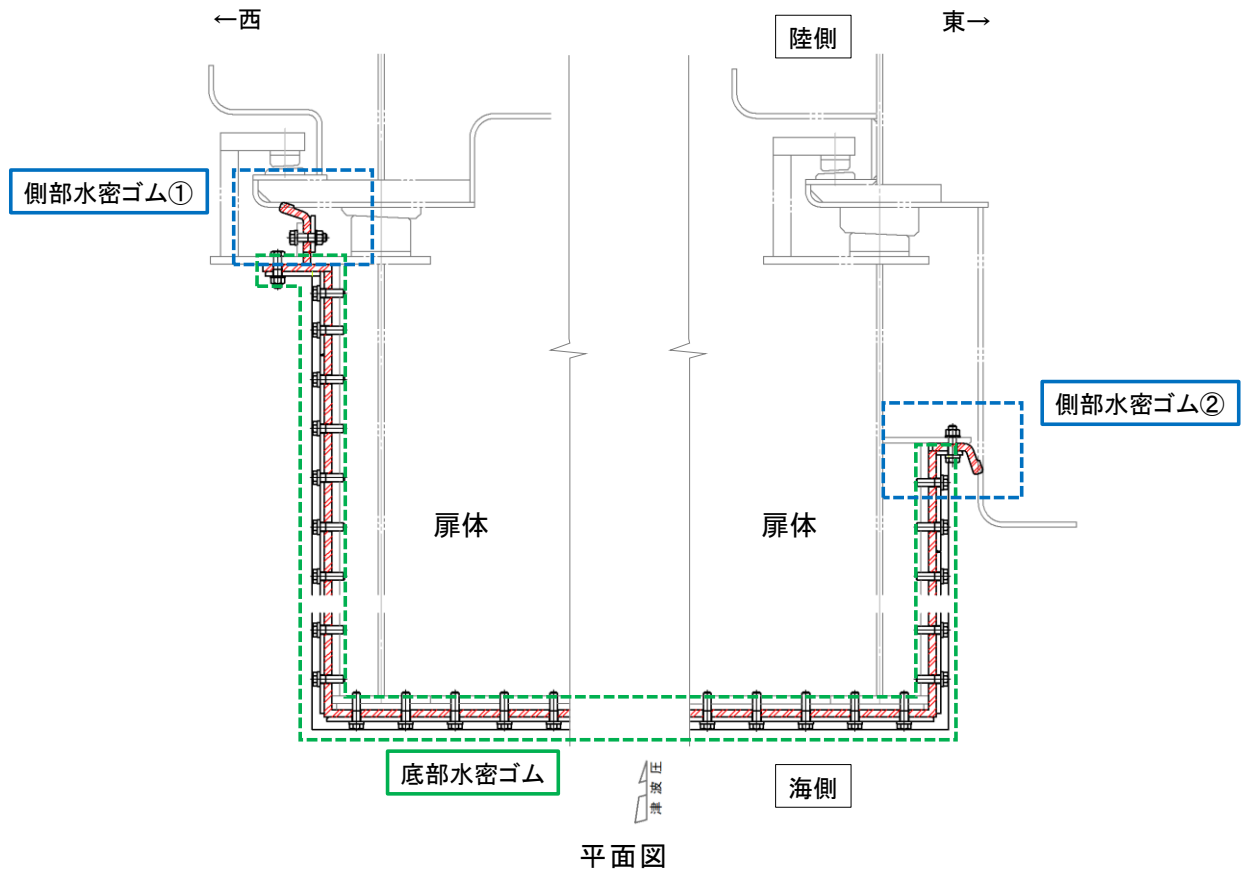 ←西
東→
陸側
側部水密ゴム①
側部水密ゴム②
扉体
扉体
底部水密ゴム
津波圧
海側
平面図